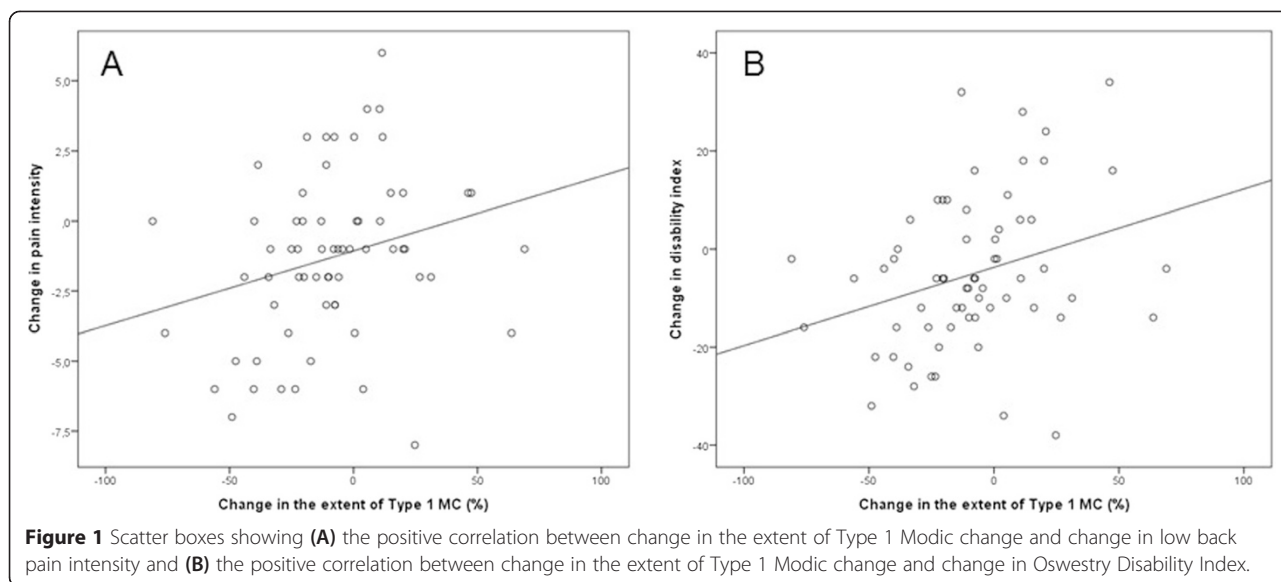 A
5,0
2,5
,0
-2,5
-5,0
-7,5
Change in pain intensity
-100 -50 0 50 100
Change in the extent of Type 1 MC (%)
B
40
20
0
-20
-40
Change in disability index
-100 -50 0 50 100
Change in the extent of Type 1 MC (%)
Figure 1 Scatter boxes showing (A) the positive correlation between change in the extent of Type 1 Modic change and change in low back
pain intensity and (B) the positive correlation between change in the extent of Type 1 Modic change and change in Oswestry Disability Index.